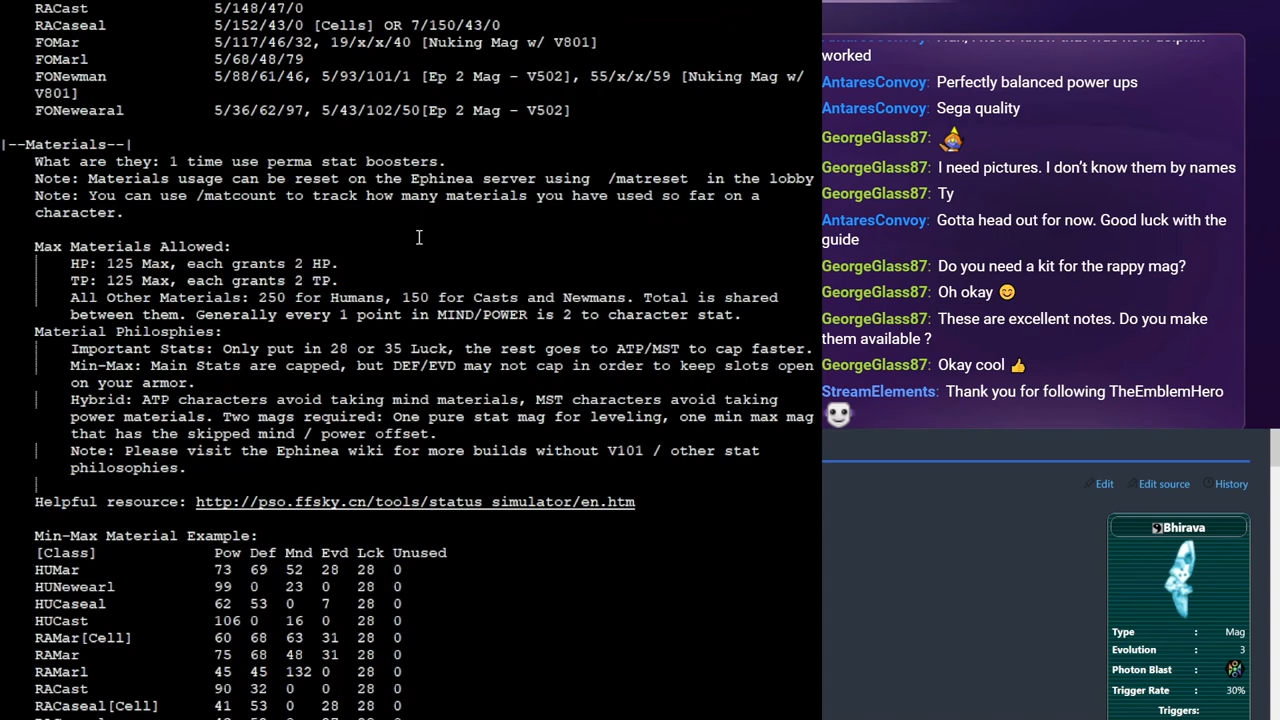 RACast 5/148/47/0
RACaseal 5/152/43/0 [Cells] OR 7/150/43/0
FOMar 5/117/46/32, 19/x/x/40 [Nuking Mag w/ V801]
FOMarl 5/68/48/79
FONewman 5/88/61/46, 5/93/101/1 [Ep 2 Mag - V502], 55/x/x/59 [Nuking Mag w/
V801]
FONewearal 5/36/62/97, 5/43/102/50[Ep 2 Mag - V502]
|--Materials--|
What are they: 1 time use perma stat boosters.
Note: Materials usage can be reset on the Ephinea server using /matreset in the lobby
Note: You can use /matcount to track how many materials you have used so far on a
character.
Max Materials Allowed:
HP: 125 Max, each grants 2 HP.
TP: 125 Max, each grants 2 TP.
All Other Materials: 250 for Humans, 150 for Casts and Newmans. Total is shared
between them. Generally every 1 point in MIND/POWER is 2 to character stat.
Material Philosphies:
Important Stats: Only put in 28 or 35 Luck, the rest goes to ATP/MST to cap faster.
Min-Max: Main Stats are capped, but DEF/EVD may not cap in order to keep slots open
on your armor.
Hybrid: ATP characters avoid taking mind materials, MST characters avoid taking
power materials. Two mags required: One pure stat mag for leveling, one min max mag
that has the skipped mind / power offset.
Note: Please visit the Ephinea wiki for more builds without V101 / other stat
philosophies.
Helpful resource: http://pso.ffsky.cn/tools/status_simulator/en.htm
Min-Max Material Example:
[Class] Pow Def Mnd Evd Lck Unused
HUMar 73 69 52 28 28 0
HUNewearl 99 0 23 0 28 0
HUCaseal 62 53 0 7 28 0
HUCast 106 0 16 0 28 0
RAMar[Cell] 60 68 63 31 28 0
RAMar 75 68 48 31 28 0
RAMarl 45 45 132 0 28 0
RACast 90 32 0 0 28 0
RACaseal[Cell] 41 53 0 28 28 0
worked
AntaresConvoy: Perfectly balanced power ups
AntaresConvoy: Sega quality
GeorgeGlass87:
GeorgeGlass87: I need pictures. I don't know them by names
GeorgeGlass87: Ty
AntaresConvoy: Gotta head out for now. Good luck with the
guide
GeorgeGlass87: Do you need a kit for the rappy mag?
GeorgeGlass87: Oh okay 😊
GeorgeGlass87: These are excellent notes. Do you make
them available ?
GeorgeGlass87: Okay cool 👍
StreamElements: Thank you for following TheEmblemHero
Edit Edit source History
Bhirava
Type : Mag
Evolution : 3
Photon Blast :
Trigger Rate : 30%
Triggers: